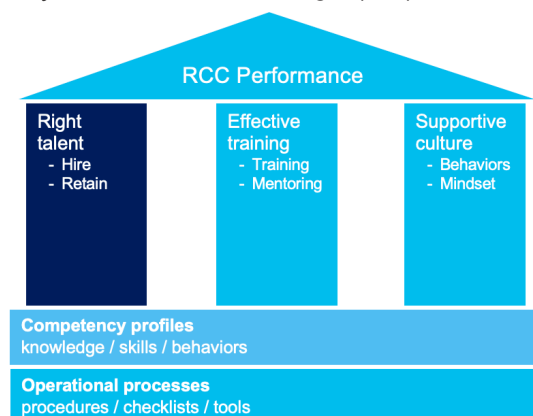 RCC Performance
Right
talent
- Hire
- Retain
Effective
training
- Training
- Mentoring
Supportive
culture
- Behaviors
- Mindset
Competency profiles
knowledge / skills / behaviors
Operational processes
procedures / checklists / tools